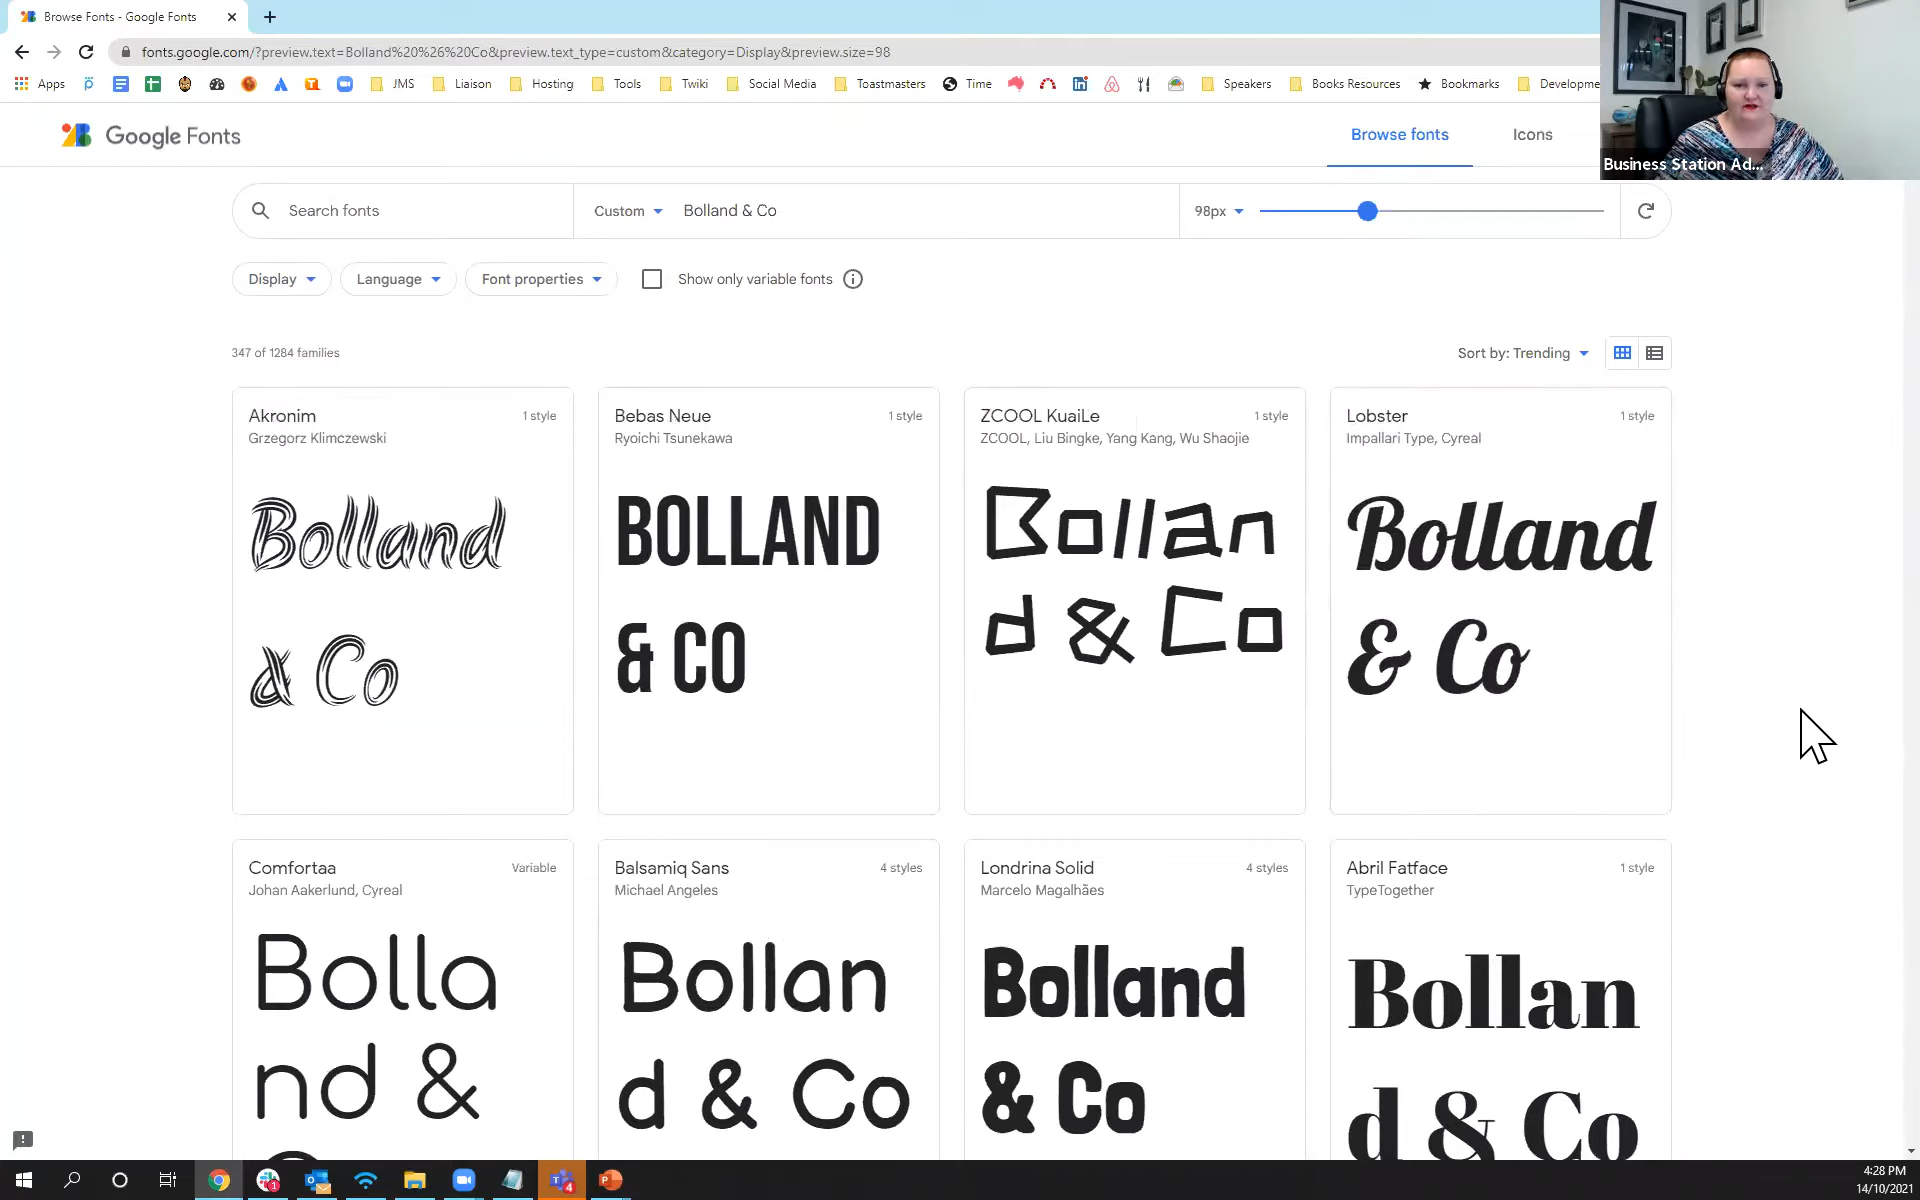 Browse Fonts - Google Fonts
fonts.google.com/?preview.text=Bolland%20%26%20Co&preview.text_type=custom&category=Display&preview.size=98
Apps JMS Liaison Hosting Tools Twiki Social Media Toastmasters Time Speakers Books Resources Bookmarks Developme
Business Station Ad...
Google Fonts Browse fonts Icons
Search fonts Custom Bolland & Co 98px
Display Language Font properties Show only variable fonts
347 of 1284 families Sort by: Trending
Akronim 1 style
Grzegorz Klimczewski
Bolland
& Co
Bebas Neue 1 style
Ryoichi Tsunekawa
BOLLAND
& CO
ZCOOL KuaiLe 1 style
ZCOOL, Liu Bingke, Yang Kang, Wu Shaojie
Bollan
d & Co
Lobster 1 style
Impallari Type, Cyreal
Bolland
& Co
Comfortaa Variable
Johan Aakerlund, Cyreal
Bolla
nd &
Balsamiq Sans 4 styles
Michael Angeles
Bollan
d & Co
Londrina Solid 4 styles
Marcelo Magalhães
Bolland
& Co
Abril Fatface 1 style
TypeTogether
Bollan
d & Co
4:28 PM
14/10/2021